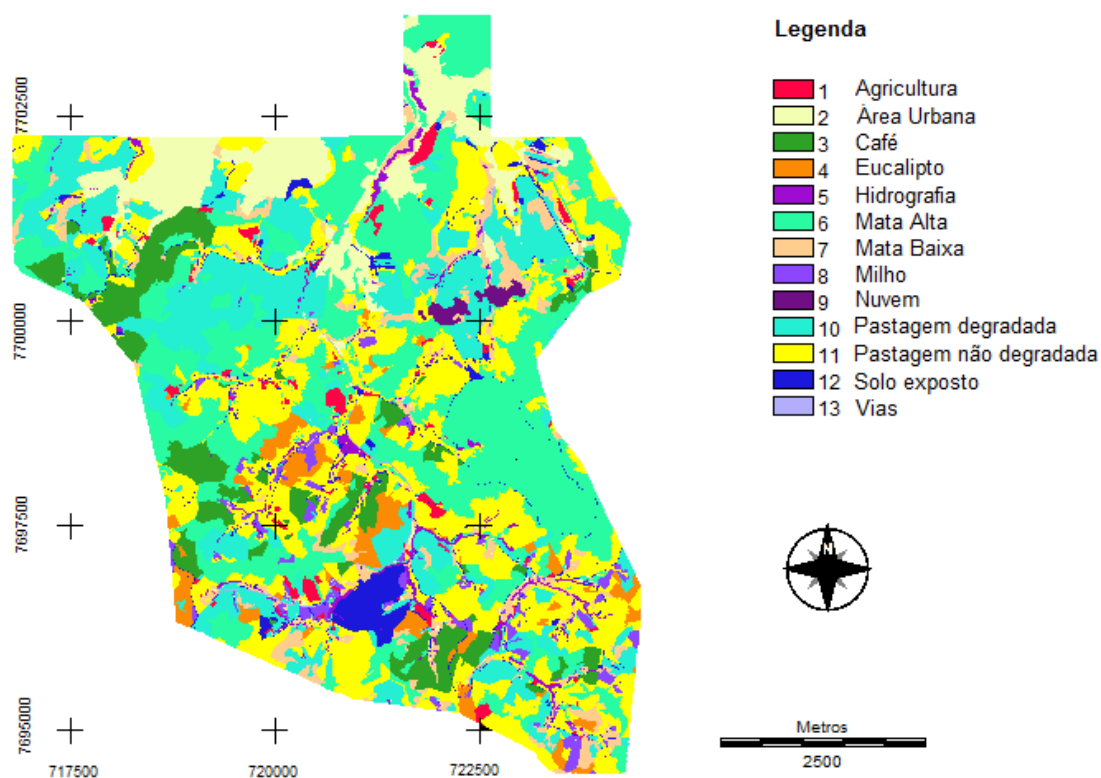 Legenda
1 Agricultura
2 Área Urbana
3 Café
4 Eucalipto
5 Hidrografia
6 Mata Alta
7 Mata Baixa
8 Milho
9 Nuvem
10 Pastagem degradada
11 Pastagem não degradada
12 Solo exposto
13 Vias
7702500
7700000
7697500
7695000
717500 720000 722500
N
Metros
2500